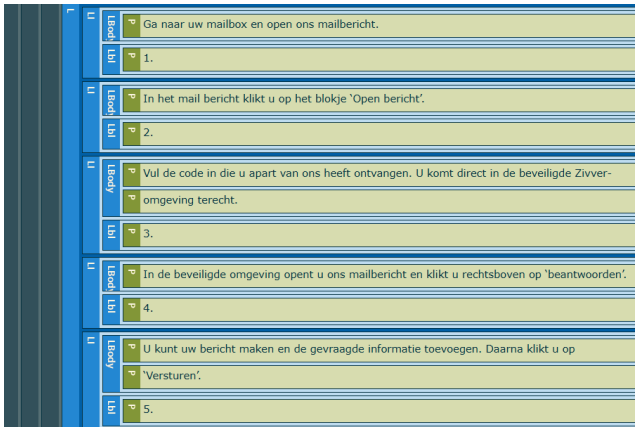 L
LI
LBody
P
Ga naar uw mailbox en open ons mailbericht.
Lbl
P
1.
LI
LBody
P
In het mail bericht klikt u op het blokje ‘Open bericht’.
Lbl
P
2.
LI
LBody
P
Vul de code in die u apart van ons heeft ontvangen. U komt direct in de beveiligde Zivver-
P
omgeving terecht.
Lbl
P
3.
LI
LBody
P
In de beveiligde omgeving opent u ons mailbericht en klikt u rechtsboven op ‘beantwoorden’.
Lbl
P
4.
LI
LBody
P
U kunt uw bericht maken en de gevraagde informatie toevoegen. Daarna klikt u op
P
‘Versturen’.
Lbl
P
5.